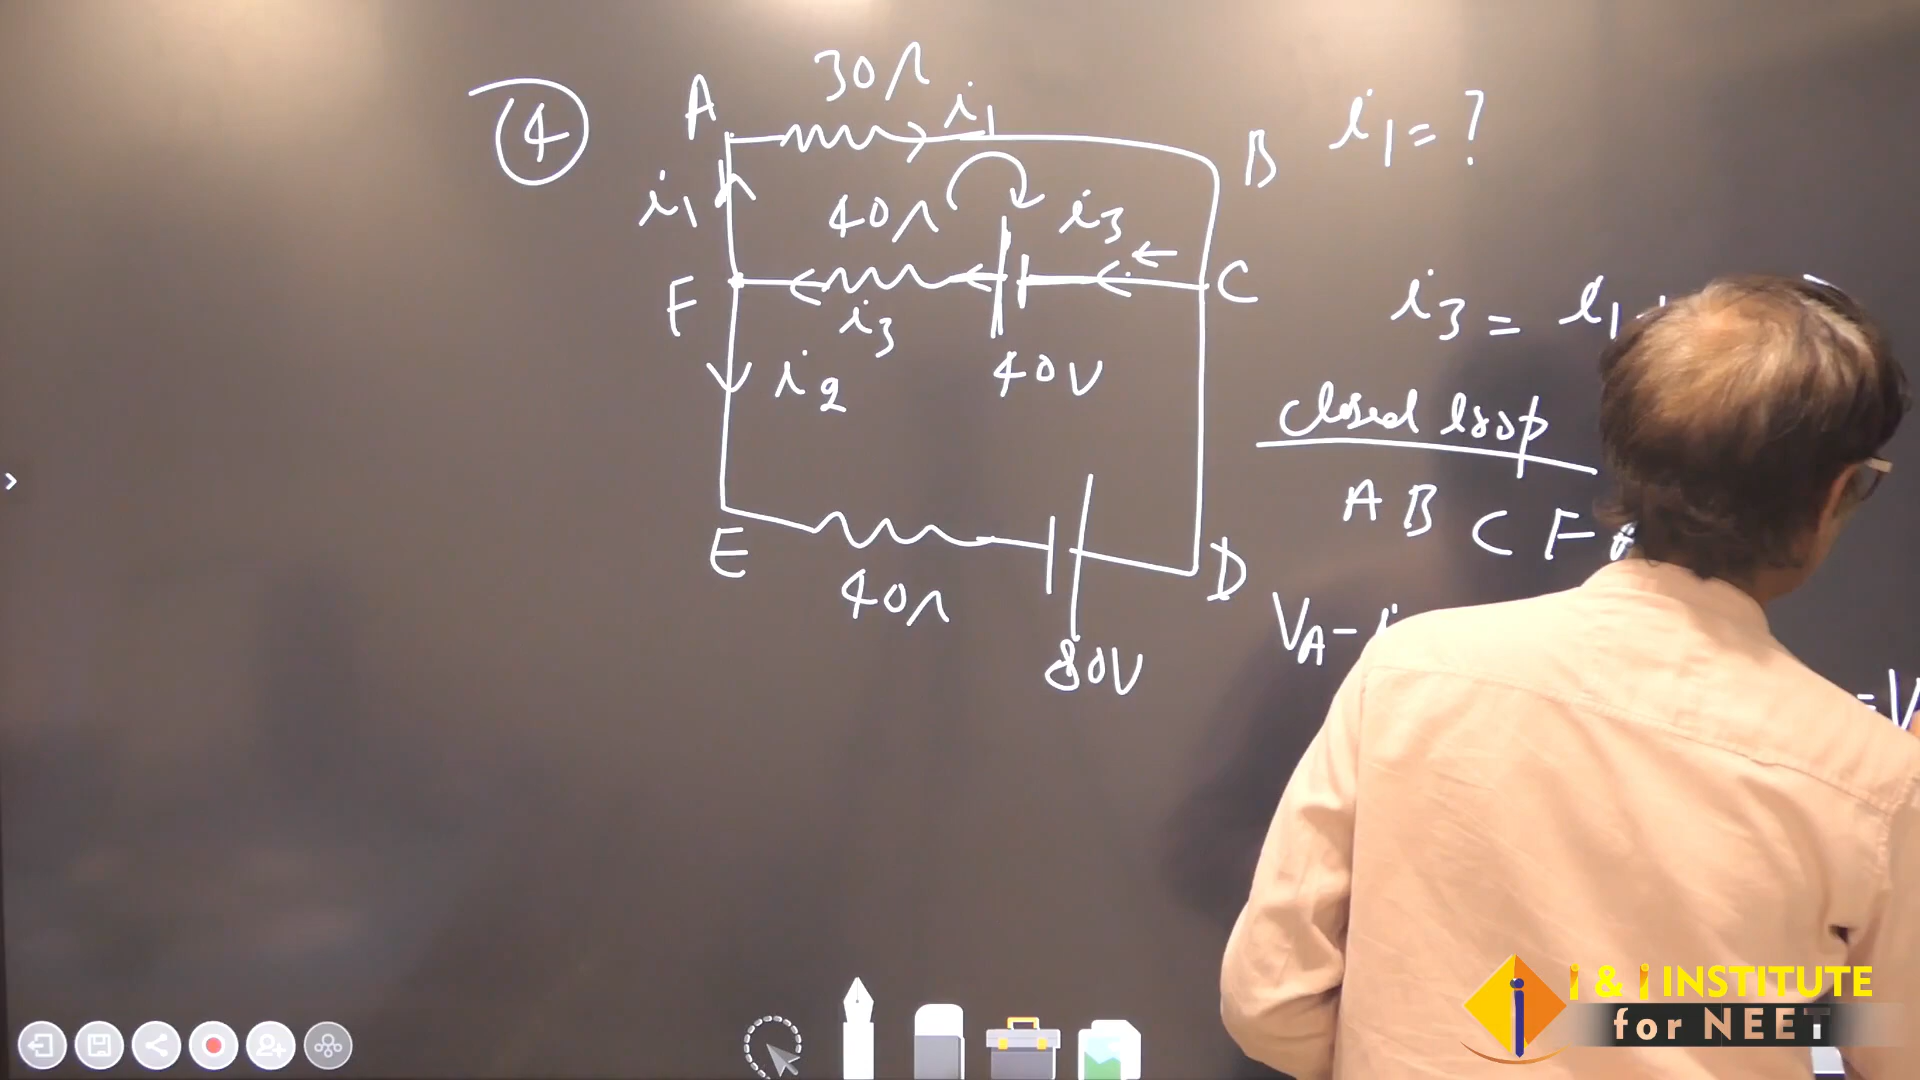 4
30Ω
A
i1
B
i1 = ?
i1
40Ω
i3
F
i3
C
i3 = i1
i2
40V
closed loop
A B C F
E
40Ω
D
VA - i
= V
80V
i & i INSTITUTE
for NEET